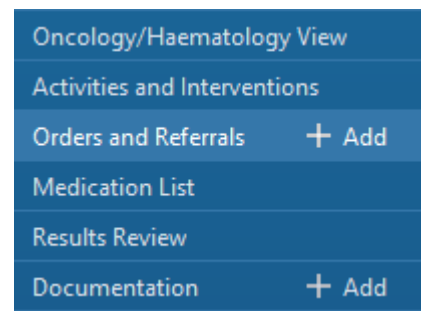 Oncology/Haematology View
Activities and Interventions
Orders and Referrals + Add
Medication List
Results Review
Documentation + Add